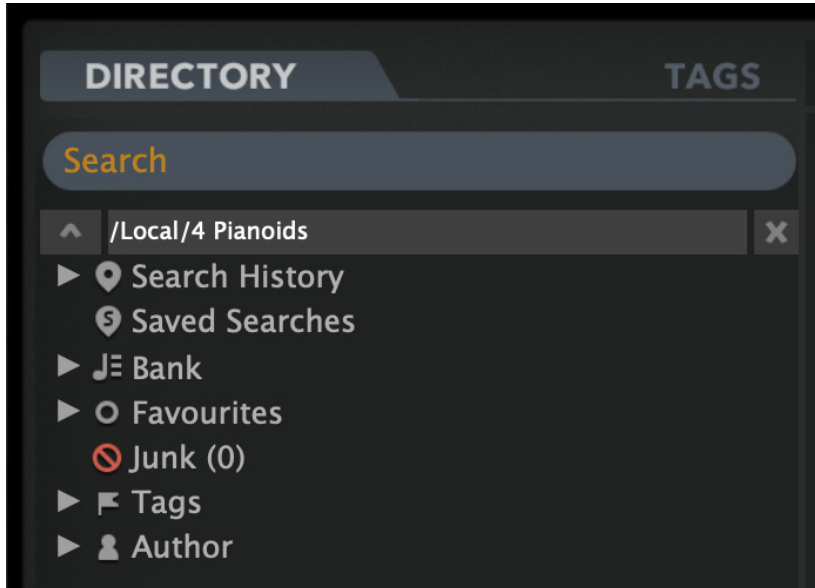 DIRECTORY TAGS
Search
/Local/4 Pianoids
Search History
Saved Searches
Bank
Favourites
Junk (0)
Tags
Author